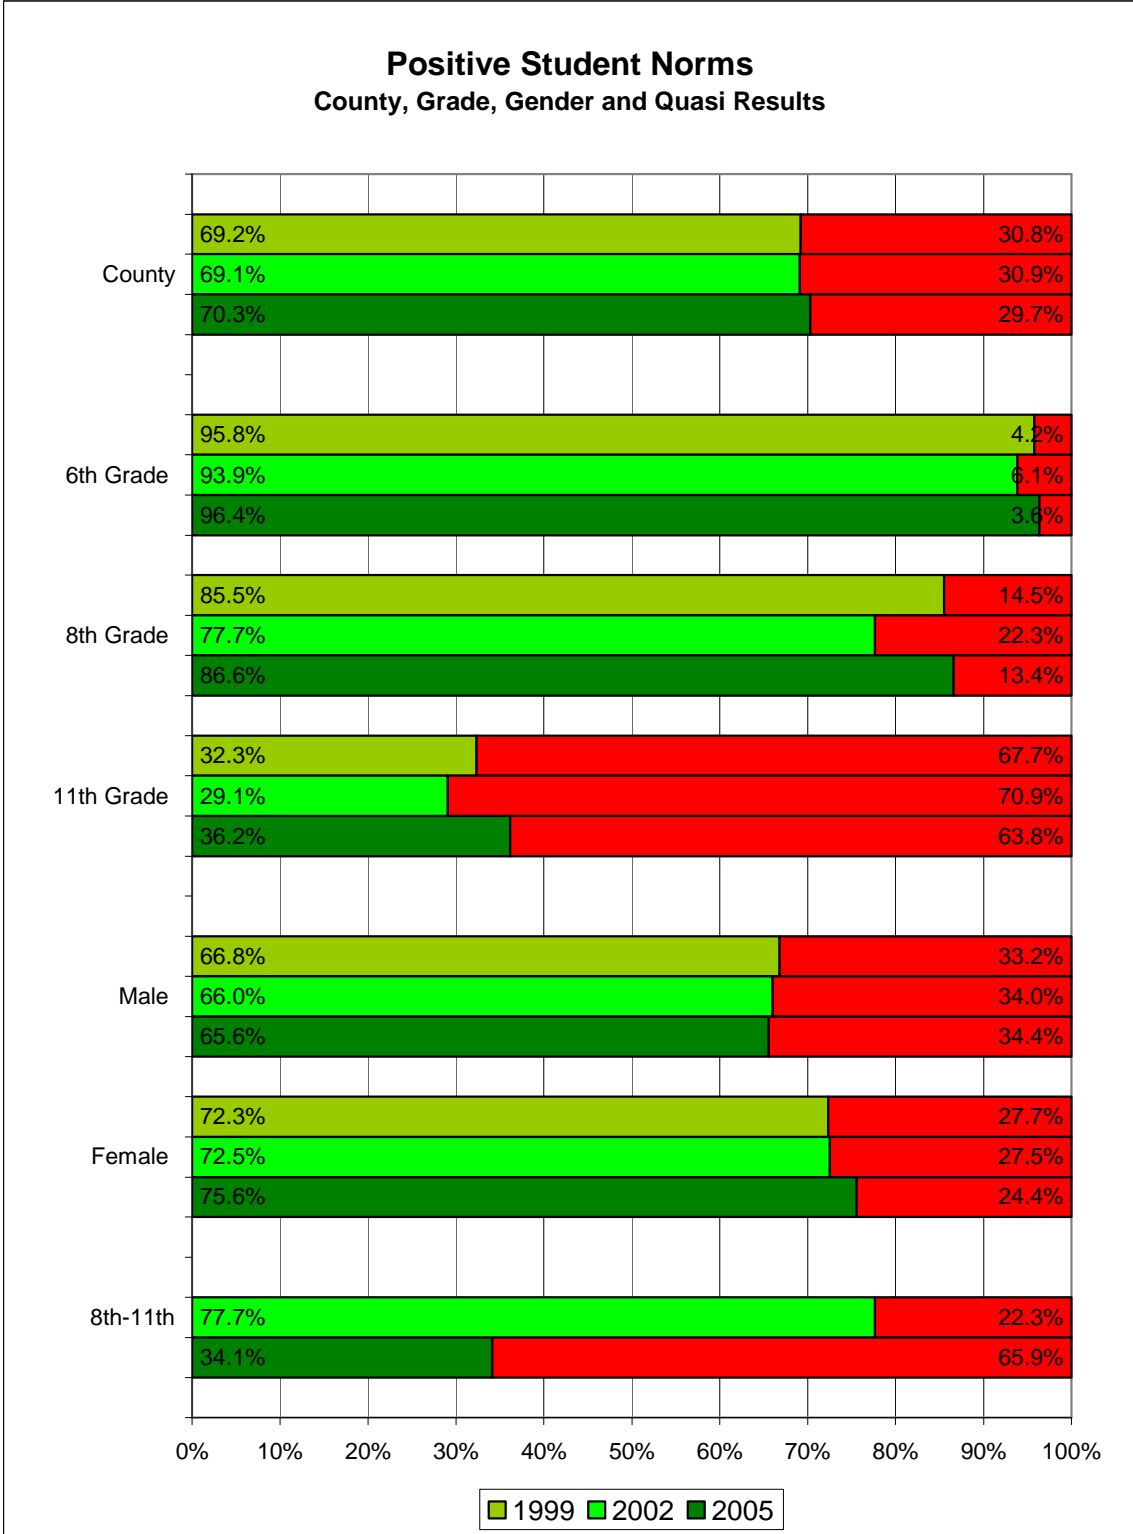 Positive Student Norms
County, Grade, Gender and Quasi Results
69.2% 30.8%
County 69.1% 30.9%
70.3% 29.7%
95.8% 4.2%
6th Grade 93.9% 6.1%
96.4% 3.6%
85.5% 14.5%
8th Grade 77.7% 22.3%
86.6% 13.4%
32.3% 67.7%
11th Grade 29.1% 70.9%
36.2% 63.8%
66.8% 33.2%
Male 66.0% 34.0%
65.6% 34.4%
72.3% 27.7%
Female 72.5% 27.5%
75.6% 24.4%
8th-11th 77.7% 22.3%
34.1% 65.9%
0% 10% 20% 30% 40% 50% 60% 70% 80% 90% 100%
1999 2002 2005